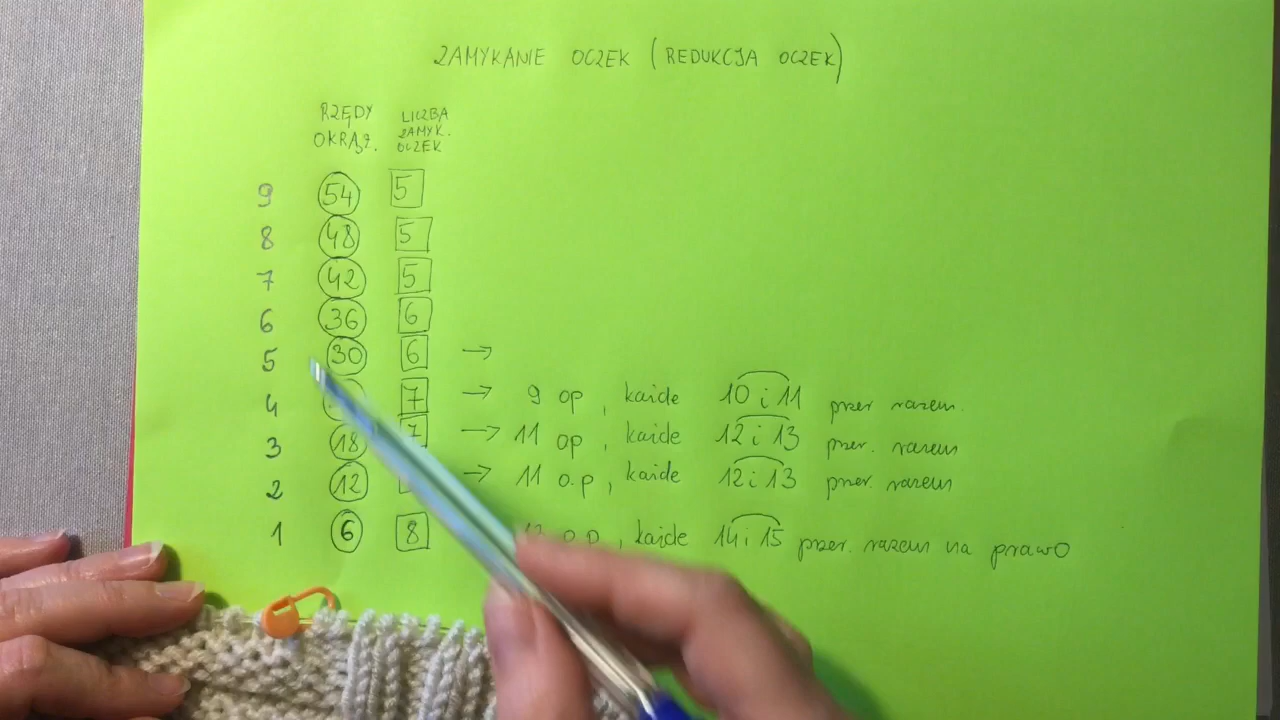 ZAMYKANIE OCZEK (REDUKCJA OCZEK)
RZĘDY
OKRĄŻ.
LICZBA
ZAMYK.
OCZEK
9 54 5
8 48 5
7 42 5
6 36 6
5 30 6 →
4 7 → 9 op, każde 10 i 11 przer razem.
3 18 7 → 11 op, każde 12 i 13 przer. razem
2 12 → 11 o.p, każde 12 i 13 przer. razem
1 6 8 o.p, każde 14 i 15 przer. razem na prawo